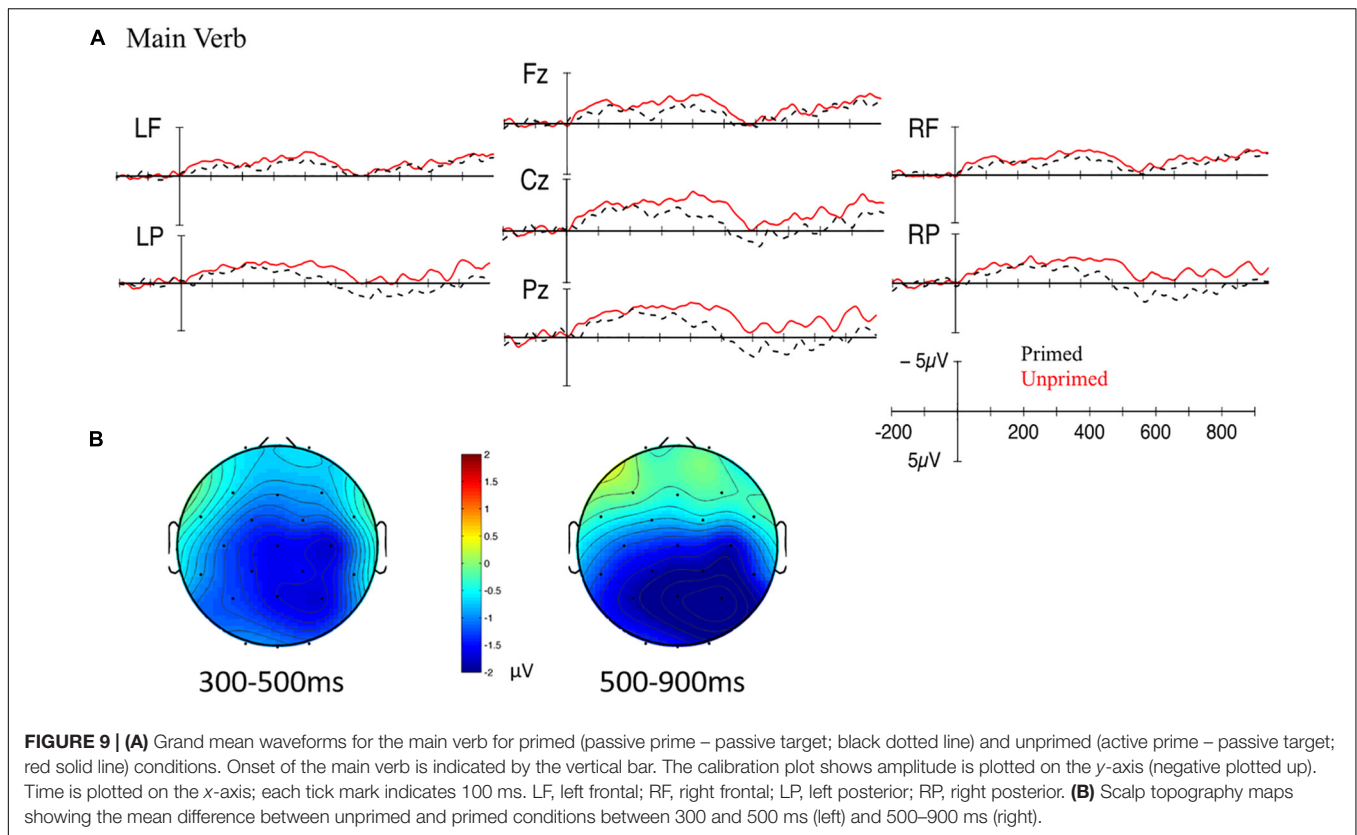 A Main Verb
Fz
LF
RF
Cz
LP
RP
Pz
– 5µV
Primed
Unprimed
-200 200 400 600 800
5µV
B
2
1.5
1
0.5
0
-0.5
-1
-1.5
-2
µV
300-500ms
500-900ms
FIGURE 9 | (A) Grand mean waveforms for the main verb for primed (passive prime – passive target; black dotted line) and unprimed (active prime – passive target;
red solid line) conditions. Onset of the main verb is indicated by the vertical bar. The calibration plot shows amplitude is plotted on the y-axis (negative plotted up).
Time is plotted on the x-axis; each tick mark indicates 100 ms. LF, left frontal; RF, right frontal; LP, left posterior; RP, right posterior. (B) Scalp topography maps
showing the mean difference between unprimed and primed conditions between 300 and 500 ms (left) and 500–900 ms (right).